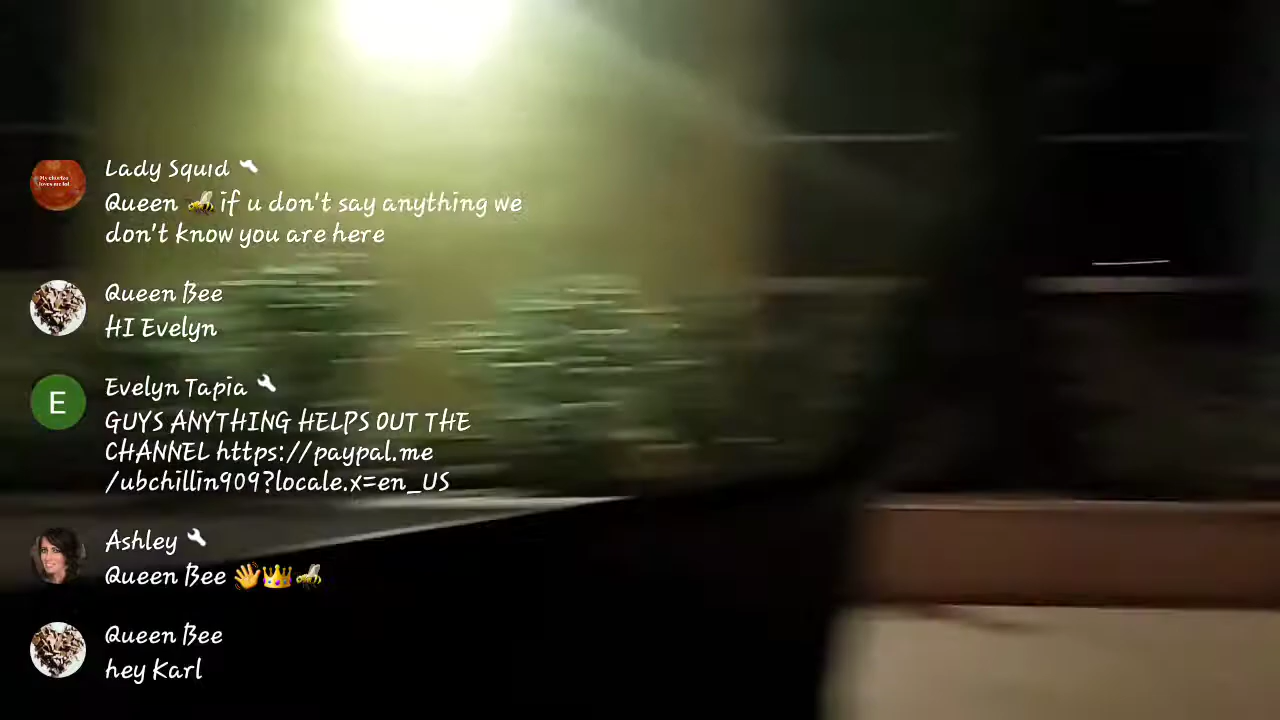 Lady Squid 🔧
Queen 🐝 if u don't say anything we
don't know you are here
Queen Bee
HI Evelyn
Evelyn Tapia 🔧
E
GUYS ANYTHING HELPS OUT THE
CHANNEL https://paypal.me
/ubchillin909?locale.x=en_US
Ashley 🔧
Queen Bee 👋👑🐝
Queen Bee
hey Karl